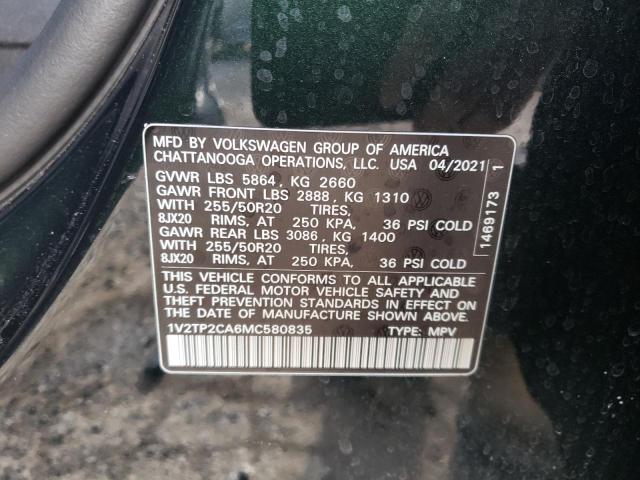 MFD BY VOLKSWAGEN GROUP OF AMERICA
CHATTANOOGA OPERATIONS, LLC. USA 04/2021
GVWR LBS 5864, KG 2660
GAWR FRONT LBS 2888, KG 1310
WITH 255/50R20 TIRES,
8JX20 RIMS, AT 250 KPA, 36 PSI COLD
GAWR REAR LBS 3086, KG 1400
WITH 255/50R20 TIRES,
8JX20 RIMS, AT 250 KPA, 36 PSI COLD
THIS VEHICLE CONFORMS TO ALL APPLICABLE
U.S. FEDERAL MOTOR VEHICLE SAFETY AND
THEFT PREVENTION STANDARDS IN EFFECT ON
THE DATE OF MANUFACTURE SHOWN ABOVE.
1V2TP2CA6MC580835 TYPE: MPV
1469173 1